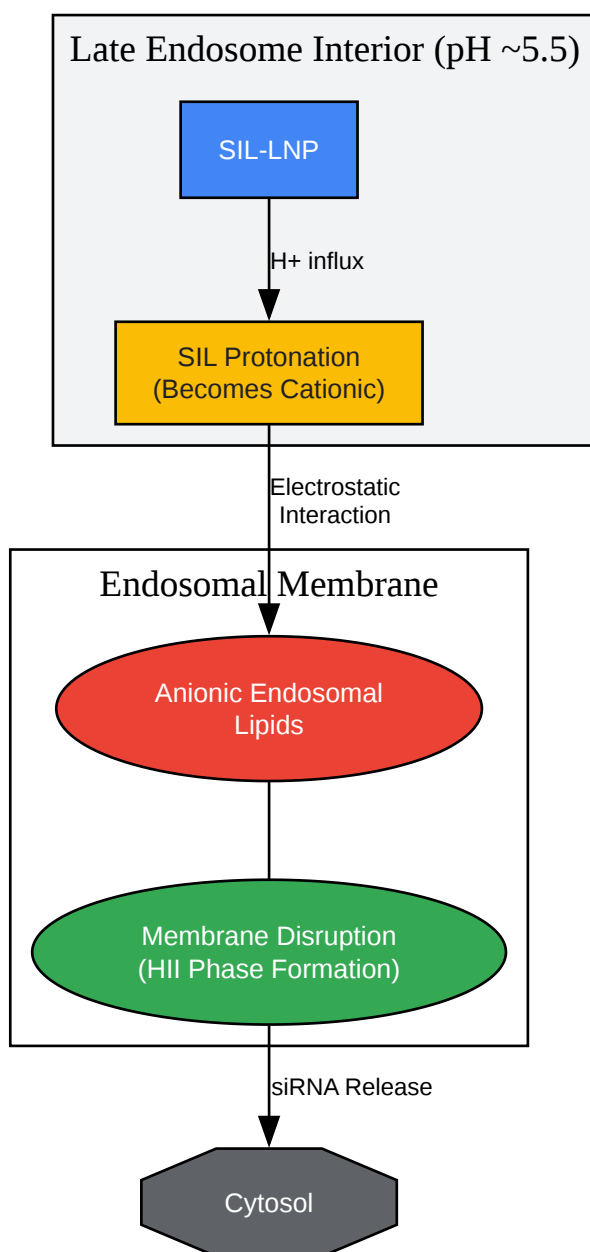 Late Endosome Interior (pH ~5.5)
SIL-LNP
H+ influx
SIL Protonation
(Becomes Cationic)
Electrostatic
Interaction
Endosomal Membrane
Anionic Endosomal
Lipids
Membrane Disruption
(HII Phase Formation)
siRNA Release
Cytosol